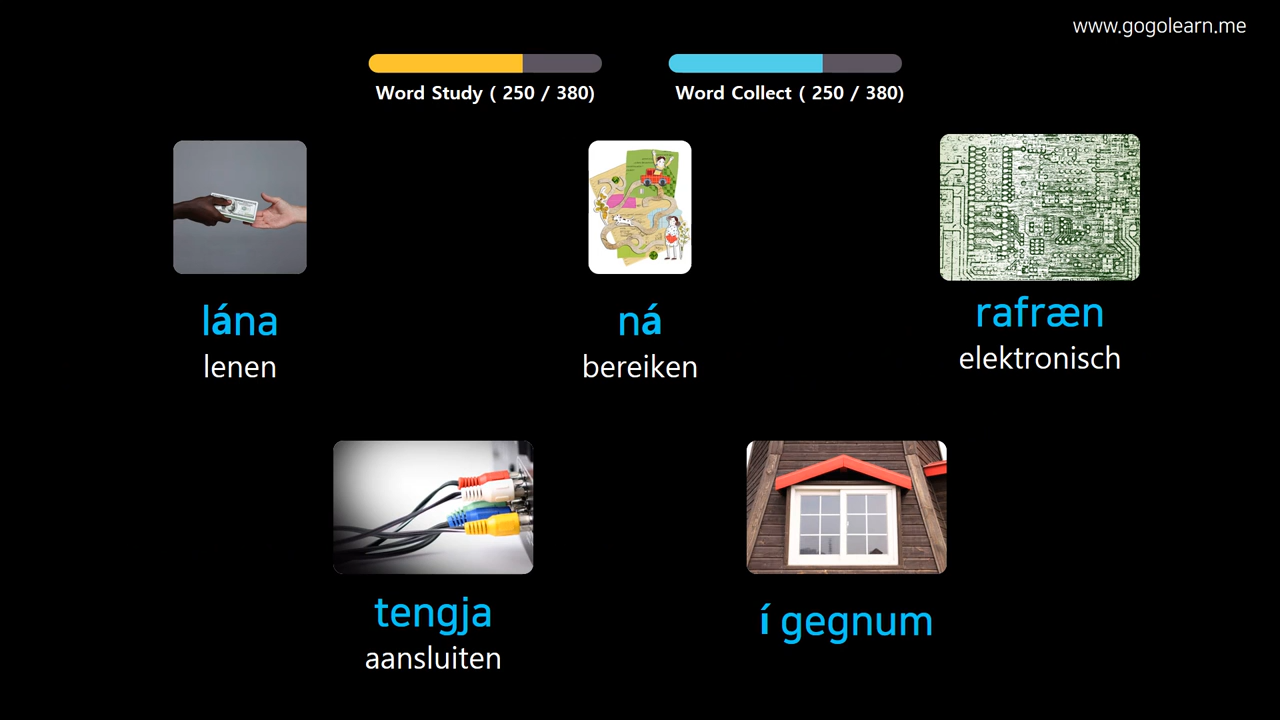 www.gogolearn.me
Word Study ( 250 / 380)
Word Collect ( 250 / 380)
lána
lenen
ná
bereiken
rafræn
elektronisch
tengja
aansluiten
í gegnum